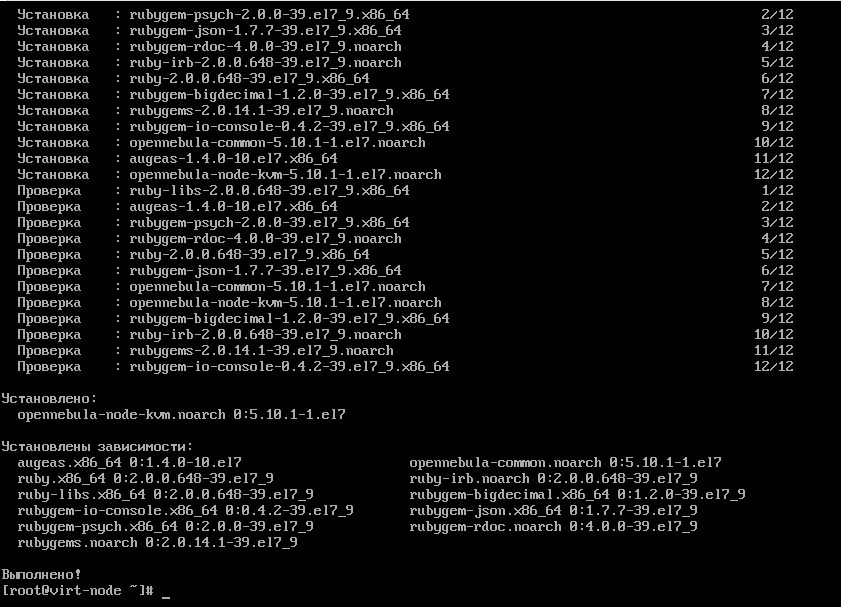 Установка : rubygem-psych-2.0.0-39.el7_9.x86_64 2/12
Установка : rubygem-json-1.7.7-39.el7_9.x86_64 3/12
Установка : rubygem-rdoc-4.0.0-39.el7_9.noarch 4/12
Установка : ruby-irb-2.0.0.648-39.el7_9.noarch 5/12
Установка : ruby-2.0.0.648-39.el7_9.x86_64 6/12
Установка : rubygem-bigdecimal-1.2.0-39.el7_9.x86_64 7/12
Установка : rubygems-2.0.14.1-39.el7_9.noarch 8/12
Установка : rubygem-io-console-0.4.2-39.el7_9.x86_64 9/12
Установка : opennebula-common-5.10.1-1.el7.noarch 10/12
Установка : augeas-1.4.0-10.el7.x86_64 11/12
Установка : opennebula-node-kvm-5.10.1-1.el7.noarch 12/12
Проверка : ruby-libs-2.0.0.648-39.el7_9.x86_64 1/12
Проверка : augeas-1.4.0-10.el7.x86_64 2/12
Проверка : rubygem-psych-2.0.0-39.el7_9.x86_64 3/12
Проверка : rubygem-rdoc-4.0.0-39.el7_9.noarch 4/12
Проверка : ruby-2.0.0.648-39.el7_9.x86_64 5/12
Проверка : rubygem-json-1.7.7-39.el7_9.x86_64 6/12
Проверка : opennebula-common-5.10.1-1.el7.noarch 7/12
Проверка : opennebula-node-kvm-5.10.1-1.el7.noarch 8/12
Проверка : rubygem-bigdecimal-1.2.0-39.el7_9.x86_64 9/12
Проверка : ruby-irb-2.0.0.648-39.el7_9.noarch 10/12
Проверка : rubygems-2.0.14.1-39.el7_9.noarch 11/12
Проверка : rubygem-io-console-0.4.2-39.el7_9.x86_64 12/12
Установлено:
opennebula-node-kvm.noarch 0:5.10.1-1.el7
Установлены зависимости:
augeas.x86_64 0:1.4.0-10.el7 opennebula-common.noarch 0:5.10.1-1.el7
ruby.x86_64 0:2.0.0.648-39.el7_9 ruby-irb.noarch 0:2.0.0.648-39.el7_9
ruby-libs.x86_64 0:2.0.0.648-39.el7_9 rubygem-bigdecimal.x86_64 0:1.2.0-39.el7_9
rubygem-io-console.x86_64 0:0.4.2-39.el7_9 rubygem-json.x86_64 0:1.7.7-39.el7_9
rubygem-psych.x86_64 0:2.0.0-39.el7_9 rubygem-rdoc.noarch 0:4.0.0-39.el7_9
rubygems.noarch 0:2.0.14.1-39.el7_9
Выполнено!
[root@virt-node ~]# _